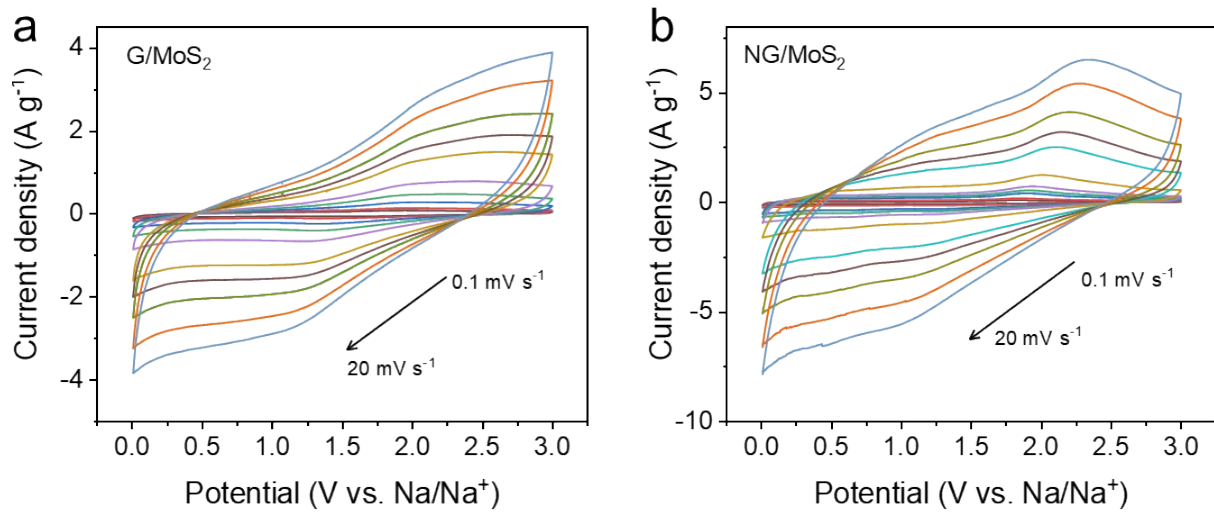 a
G/MoS₂
Current density (A g⁻¹)
4
2
0
-2
-4
0.1 mV s⁻¹
20 mV s⁻¹
0.0 0.5 1.0 1.5 2.0 2.5 3.0
Potential (V vs. Na/Na⁺)
b
NG/MoS₂
Current density (A g⁻¹)
5
0
-5
-10
0.1 mV s⁻¹
20 mV s⁻¹
0.0 0.5 1.0 1.5 2.0 2.5 3.0
Potential (V vs. Na/Na⁺)